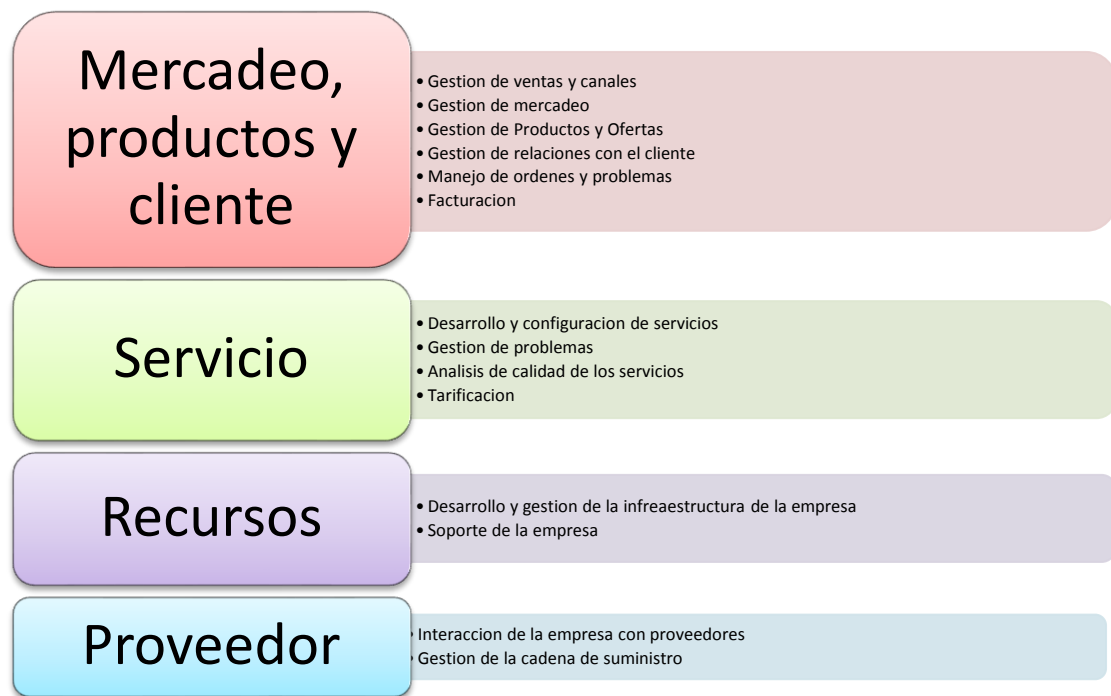 Mercadeo,
productos y
cliente
• Gestion de ventas y canales
• Gestion de mercadeo
• Gestion de Productos y Ofertas
• Gestion de relaciones con el cliente
• Manejo de ordenes y problemas
• Facturacion
Servicio
• Desarrollo y configuracion de servicios
• Gestion de problemas
• Analisis de calidad de los servicios
• Tarificacion
Recursos
• Desarrollo y gestion de la infraestructura de la empresa
• Soporte de la empresa
Proveedor
• Interaccion de la empresa con proveedores
• Gestion de la cadena de suministro